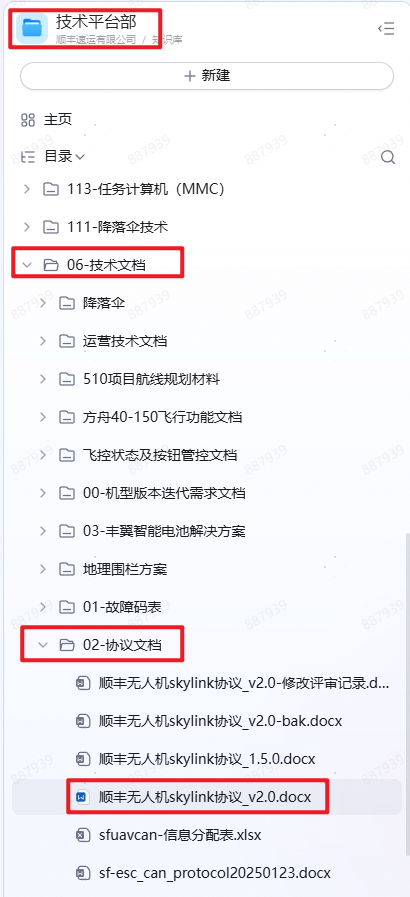 技术平台部
顺丰速运有限公司 / 知识库
+ 新建
主页
目录
113-任务计算机（MMC）
111-降落伞技术
06-技术文档
降落伞
运营技术文档
510项目航线规划材料
方舟40-150飞行功能文档
飞控状态及按钮管控文档
00-机型版本迭代需求文档
03-丰翼智能电池解决方案
地理围栏方案
01-故障码表
02-协议文档
顺丰无人机skylink协议_v2.0-修改评审记录.d...
顺丰无人机skylink协议_v2.0-bak.docx
顺丰无人机skylink协议_1.5.0.docx
顺丰无人机skylink协议_v2.0.docx
sfuavcan-信息分配表.xlsx
sf-esc_can_protocol20250123.docx
887939